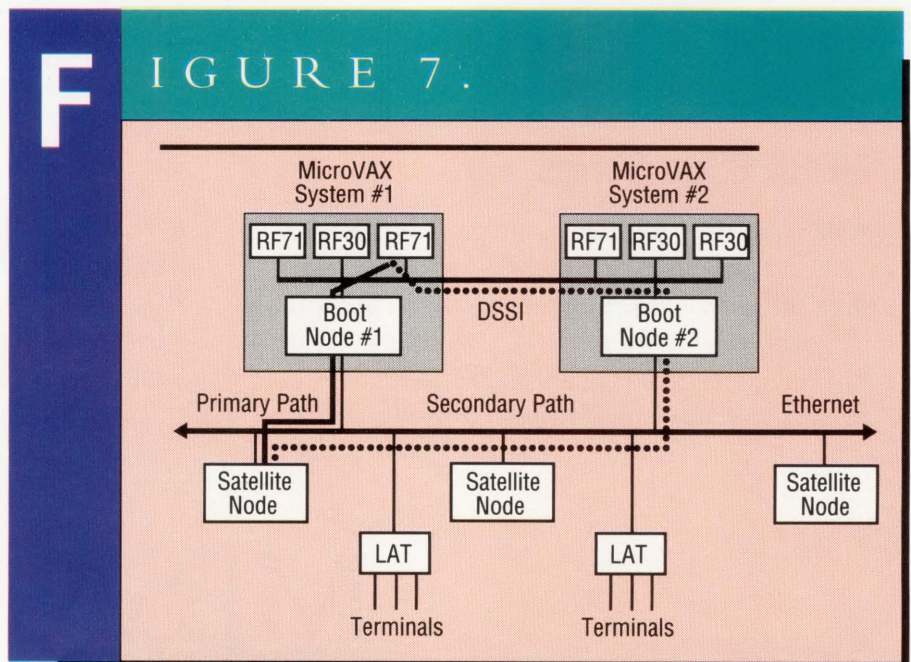 FIGURE 7.
MicroVAX
System #1
MicroVAX
System #2
RF71 RF30 RF71
RF71 RF30 RF30
DSSI
Boot
Node #1
Boot
Node #2
Primary Path
Secondary Path
Ethernet
Satellite
Node
Satellite
Node
Satellite
Node
LAT
LAT
Terminals
Terminals